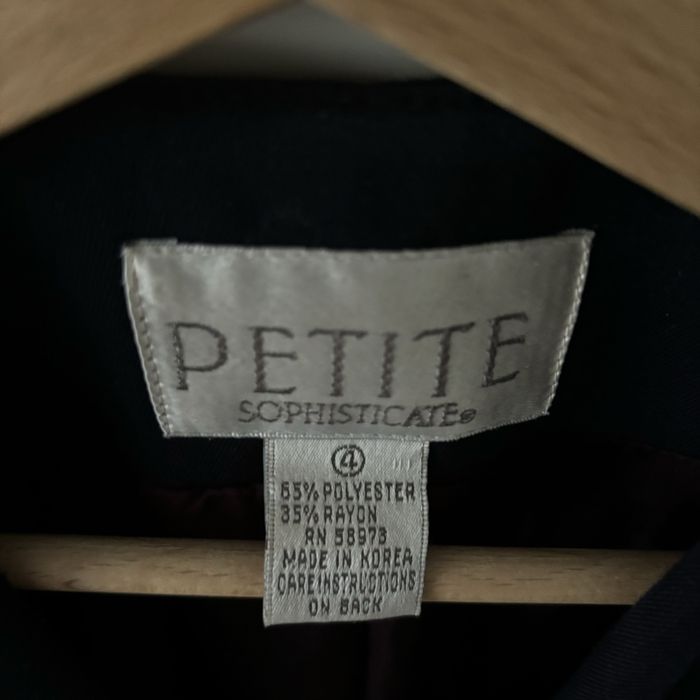 PETITE
SOPHISTICATE®
4
65% POLYESTER
35% RAYON
RN 58973
MADE IN KOREA
CARE INSTRUCTIONS
ON BACK